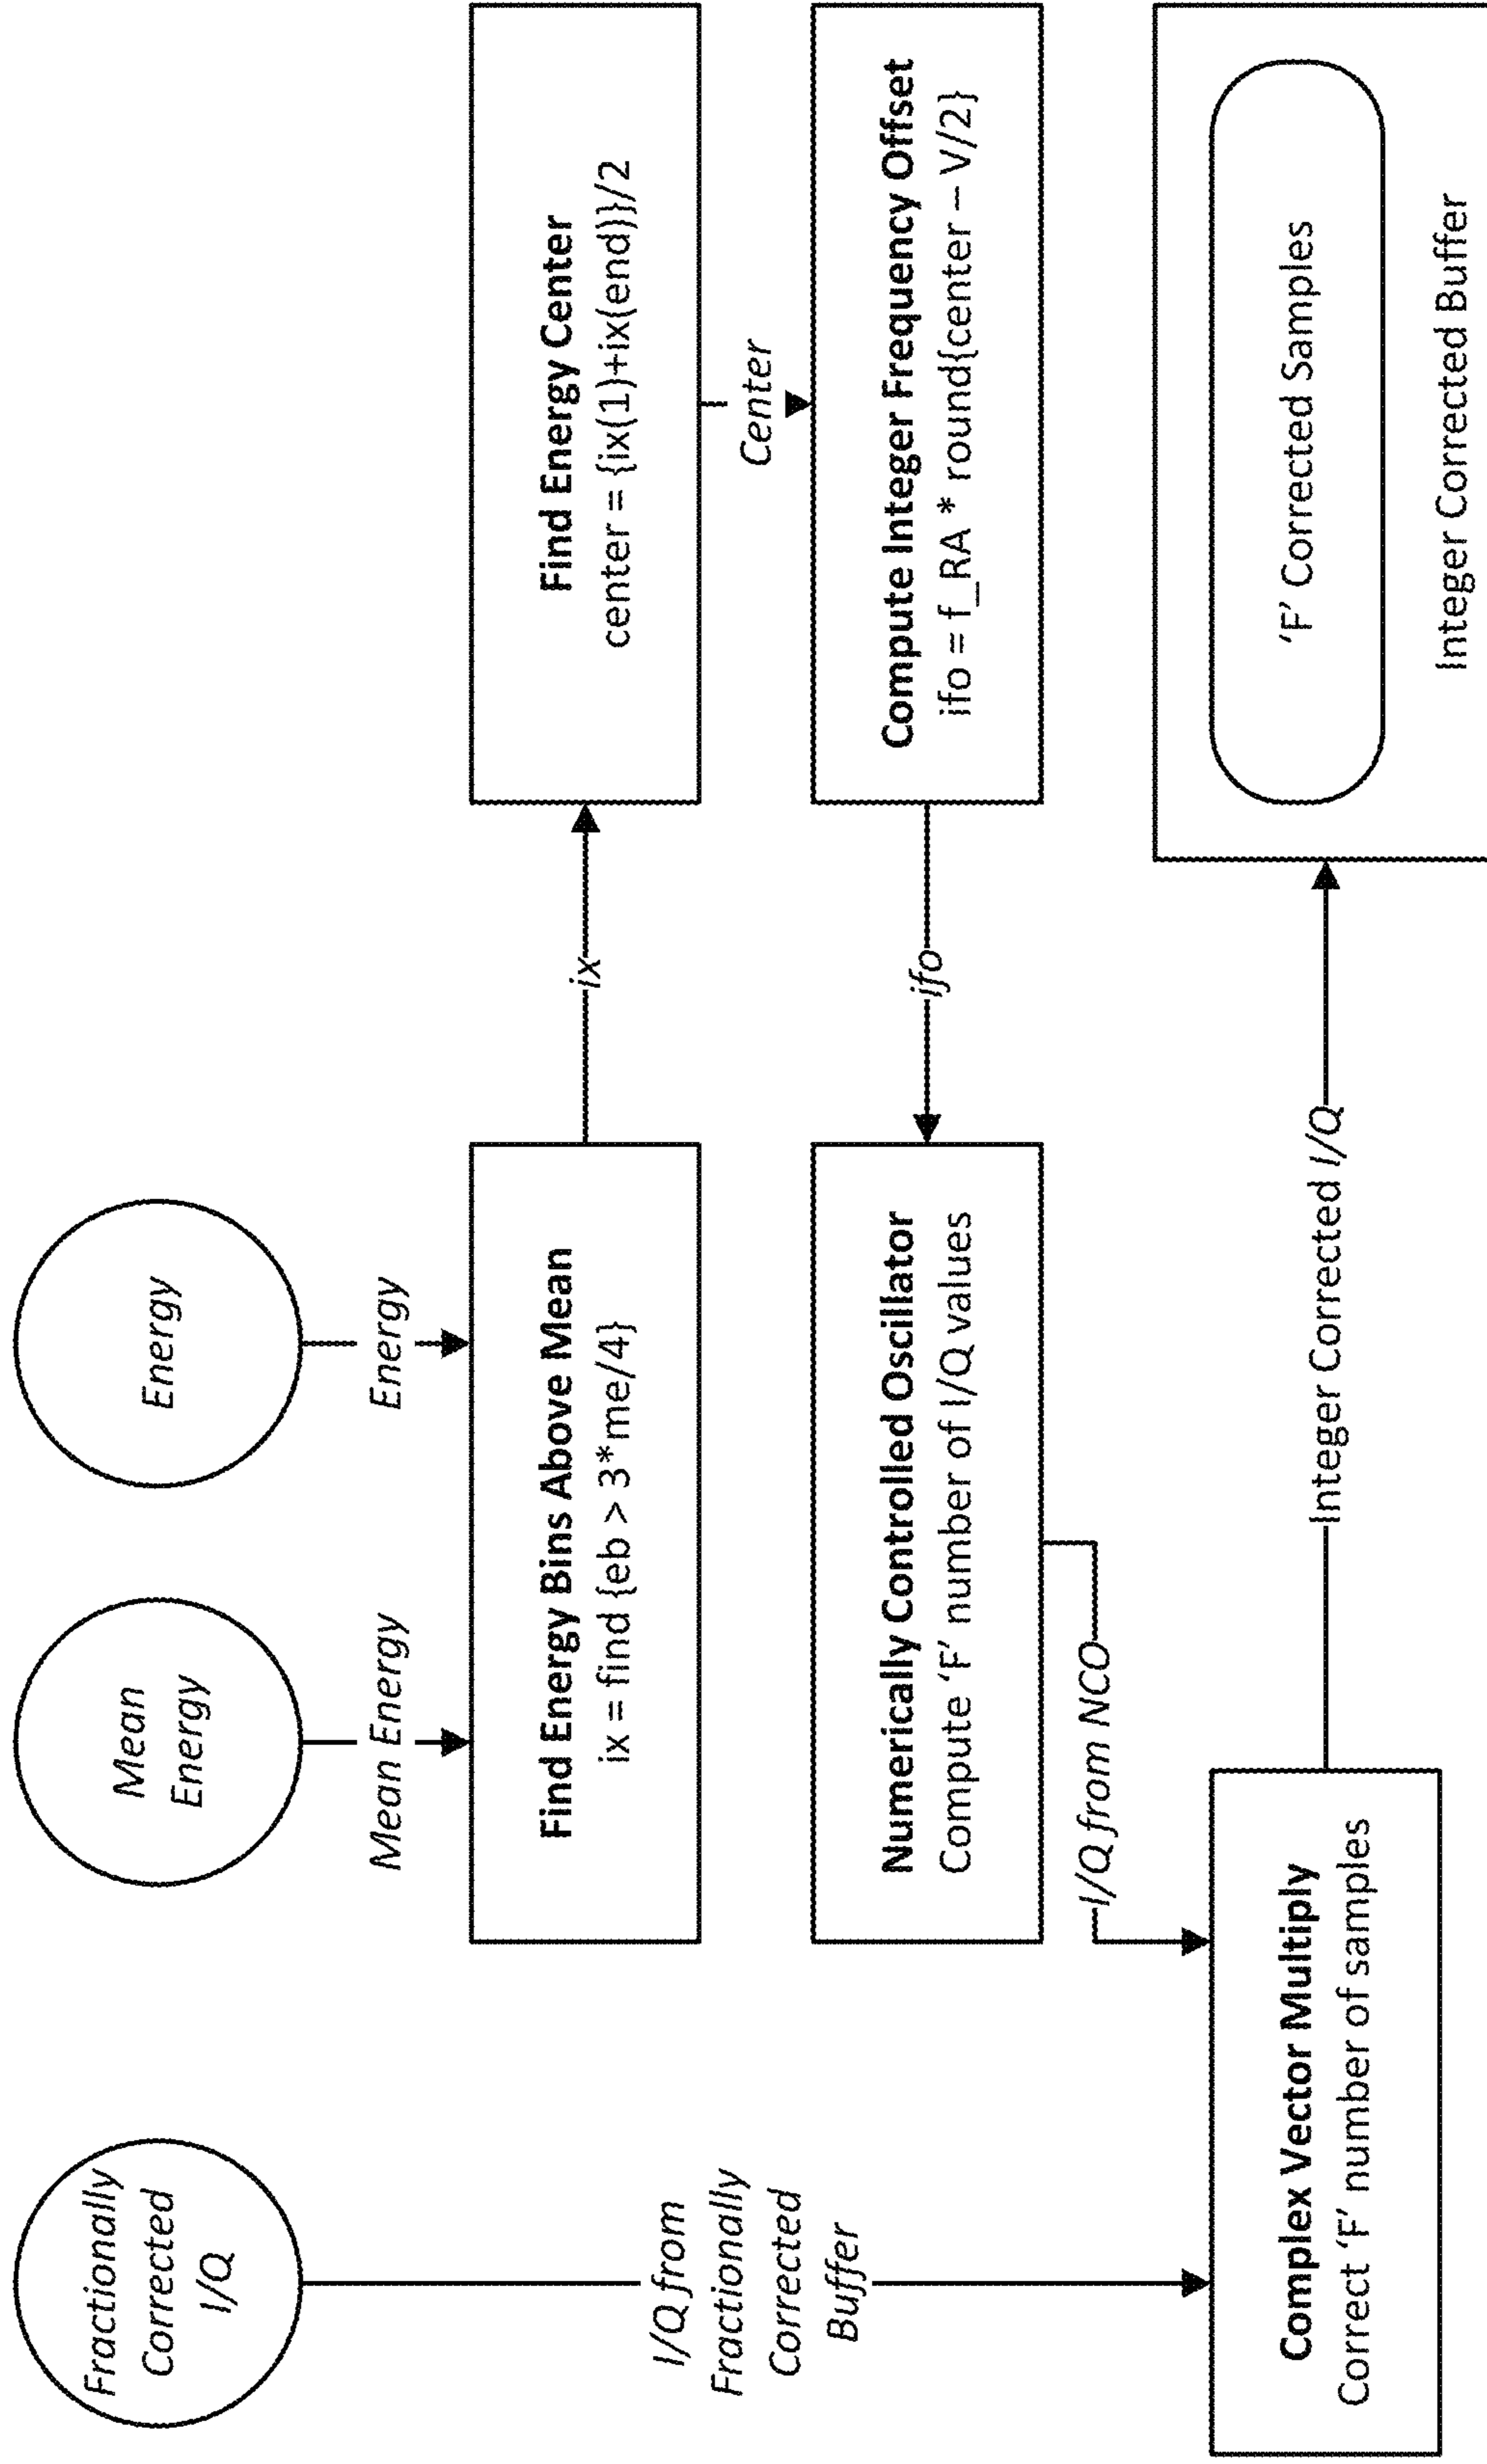 Fractionally
Corrected
I/Q
Mean
Energy
Energy
I/Q from
Fractionally
Corrected
Buffer
Mean Energy
Energy
Find Energy Bins Above Mean
ix = find {eb > 3*me/4}
ix
Find Energy Center
center = {ix(1)+ix(end)}/2
Center
Numerically Controlled Oscillator
Compute ‘F’ number of I/Q values
ifo
Compute Integer Frequency Offset
ifo = f_RA * round{center – V/2}
I/Q from NCO
Complex Vector Multiply
Correct ‘F’ number of samples
Integer Corrected I/Q
‘F’ Corrected Samples
Integer Corrected Buffer